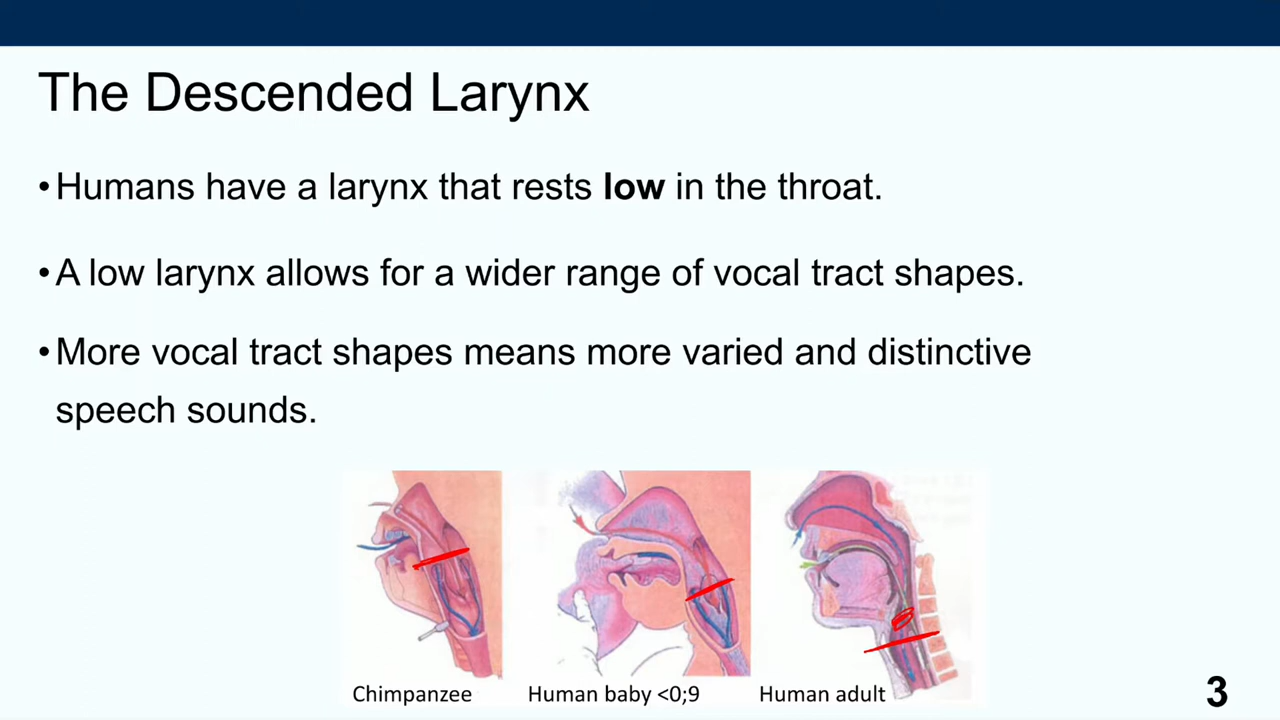 The Descended Larynx
•Humans have a larynx that rests low in the throat.
•A low larynx allows for a wider range of vocal tract shapes.
•More vocal tract shapes means more varied and distinctive
speech sounds.
Chimpanzee
Human baby <0;9
Human adult
3